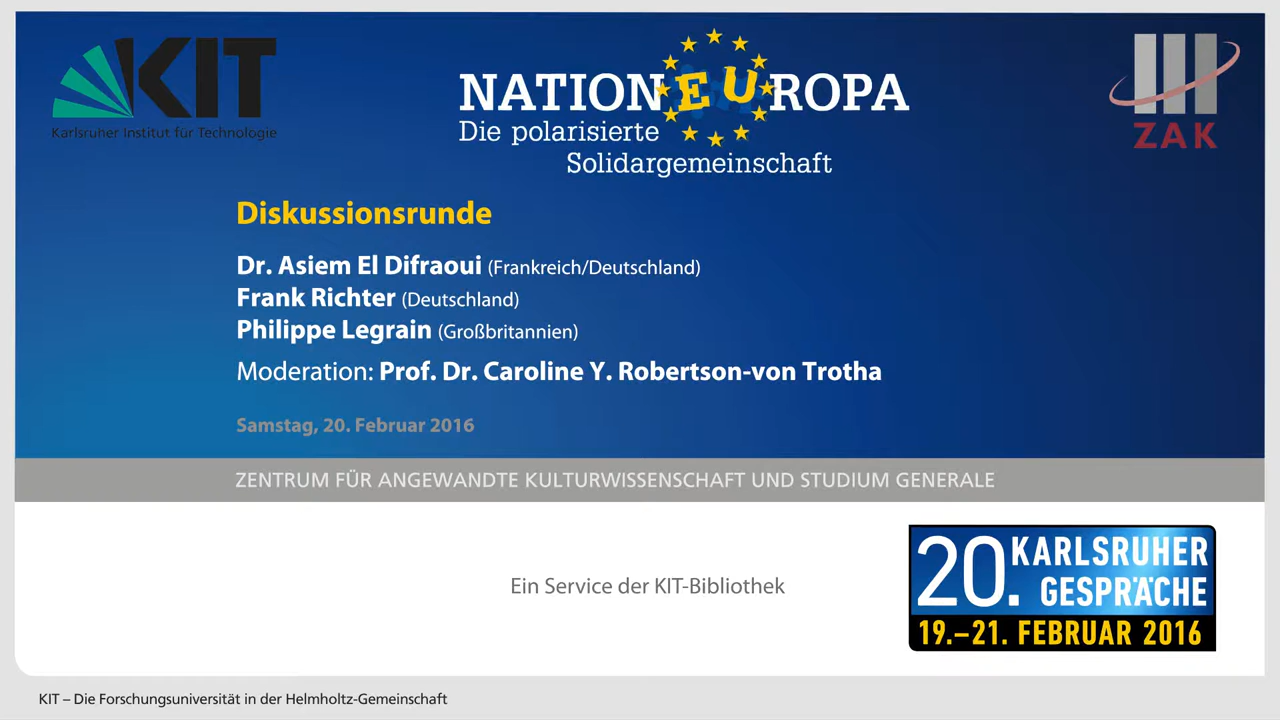 KIT
Karlsruher Institut für Technologie
NATION EUROPA
Die polarisierte
Solidargemeinschaft
ZAK
Diskussionsrunde
Dr. Asiem El Difraoui (Frankreich/Deutschland)
Frank Richter (Deutschland)
Philippe Legrain (Großbritannien)
Moderation: Prof. Dr. Caroline Y. Robertson-von Trotha
Samstag, 20. Februar 2016
ZENTRUM FÜR ANGEWANDTE KULTURWISSENSCHAFT UND STUDIUM GENERALE
Ein Service der KIT-Bibliothek
20. KARLSRUHER
GESPRÄCHE
19.–21. FEBRUAR 2016
KIT – Die Forschungsuniversität in der Helmholtz-Gemeinschaft